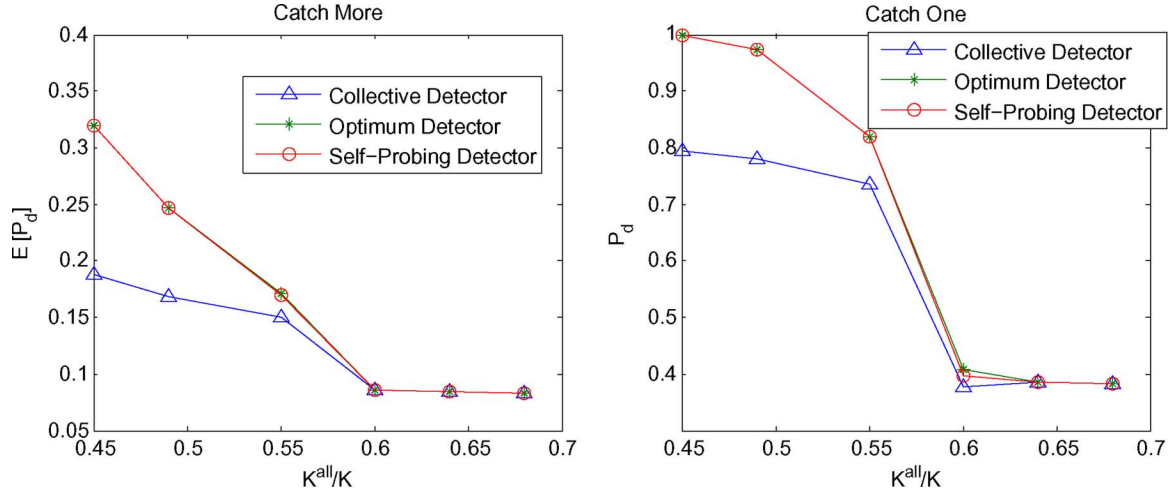 Catch More
0.4
0.35
0.3
0.25
0.2
0.15
0.1
0.05
E [P_d]
Collective Detector
Optimum Detector
Self−Probing Detector
0.45
0.5
0.55
0.6
0.65
0.7
K^all/K
Catch One
1
0.9
0.8
0.7
0.6
0.5
0.4
P_d
Collective Detector
Optimum Detector
Self−Probing Detector
0.45
0.5
0.55
0.6
0.65
0.7
K^all/K